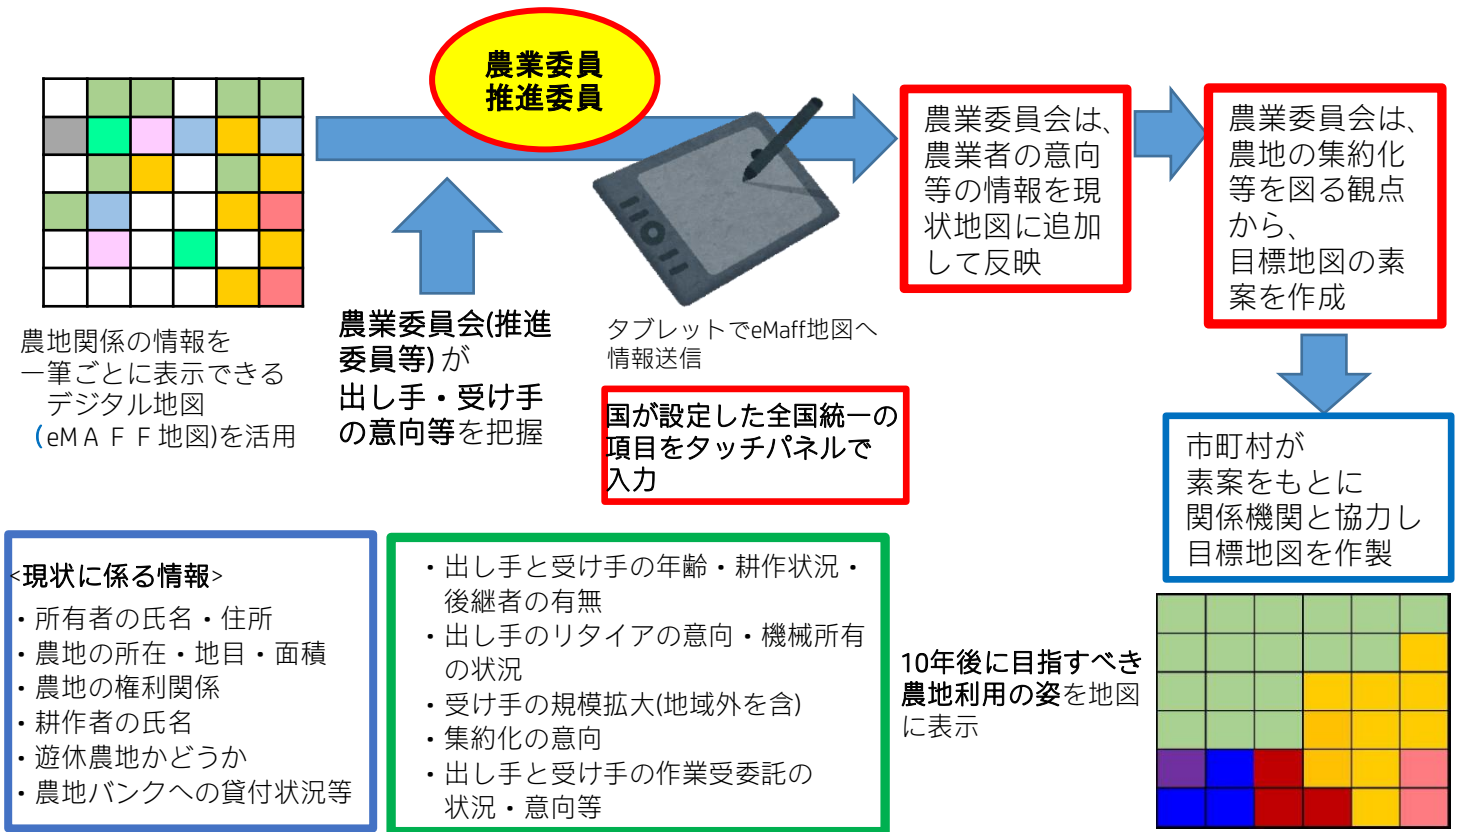 農業委員
推進委員
農地関係の情報を
一筆ごとに表示できる
デジタル地図
(eMAFF地図)を活用
農業委員会(推進
委員等)が
出し手・受け手
の意向等を把握
タブレットでeMaff地図へ
情報送信
国が設定した全国統一の
項目をタッチパネルで
入力
農業委員会は、
農業者の意向
等の情報を現
状地図に追加
して反映
農業委員会は、
農地の集約化
等を図る観点
から、
目標地図の素
案を作成
市町村が
素案をもとに
関係機関と協力し
目標地図を作製
<現状に係る情報>
・所有者の氏名・住所
・農地の所在・地目・面積
・農地の権利関係
・耕作者の氏名
・遊休農地かどうか
・農地バンクへの貸付状況等
・出し手と受け手の年齢・耕作状況・
後継者の有無
・出し手のリタイアの意向・機械所有
の状況
・受け手の規模拡大(地域外を含)
・集約化の意向
・出し手と受け手の作業受委託の
状況・意向等
10年後に目指すべき
農地利用の姿を地図
に表示